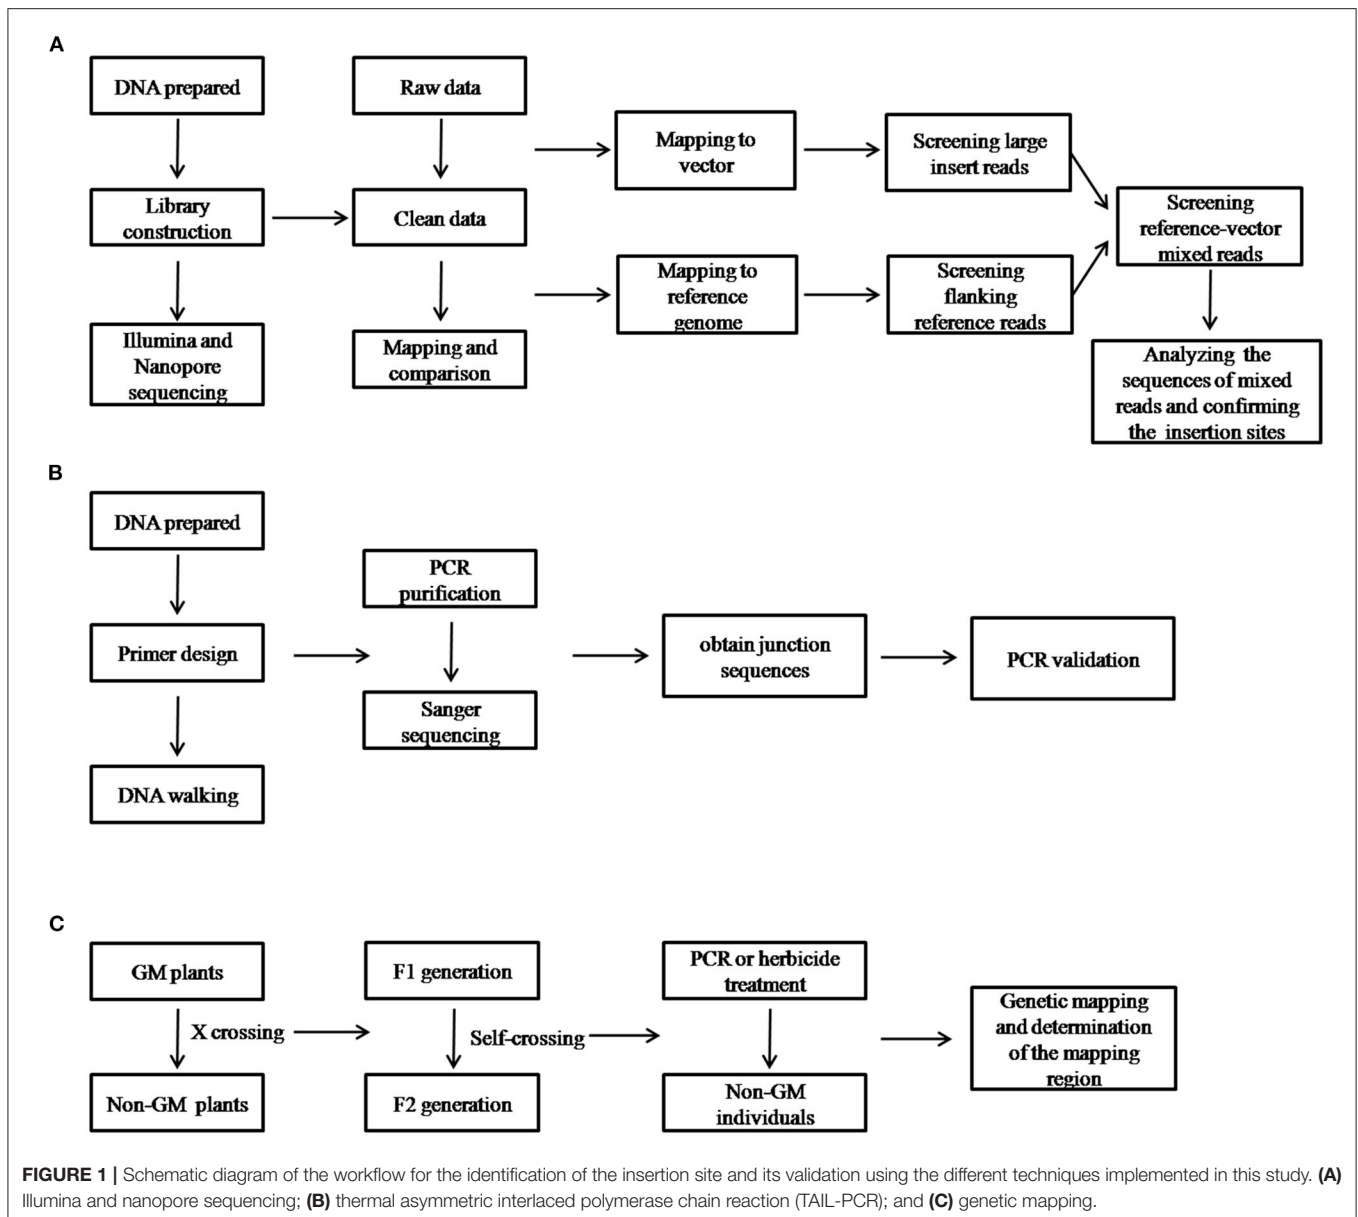 A
DNA prepared
Library
construction
Illumina and
Nanopore
sequencing
Raw data
Clean data
Mapping and
comparison
Mapping to
vector
Mapping to
reference
genome
Screening large
insert reads
Screening
flanking
reference reads
Screening
reference-vector
mixed reads
Analyzing the
sequences of mixed
reads and confirming
the insertion sites
B
DNA prepared
Primer design
DNA walking
PCR
purification
Sanger
sequencing
obtain junction
sequences
PCR validation
C
GM plants
X crossing
Non-GM plants
F1 generation
Self-crossing
F2 generation
PCR or herbicide
treatment
Non-GM
individuals
Genetic mapping
and determination
of the mapping
region
FIGURE 1 | Schematic diagram of the workflow for the identification of the insertion site and its validation using the different techniques implemented in this study. (A)
Illumina and nanopore sequencing; (B) thermal asymmetric interlaced polymerase chain reaction (TAIL-PCR); and (C) genetic mapping.